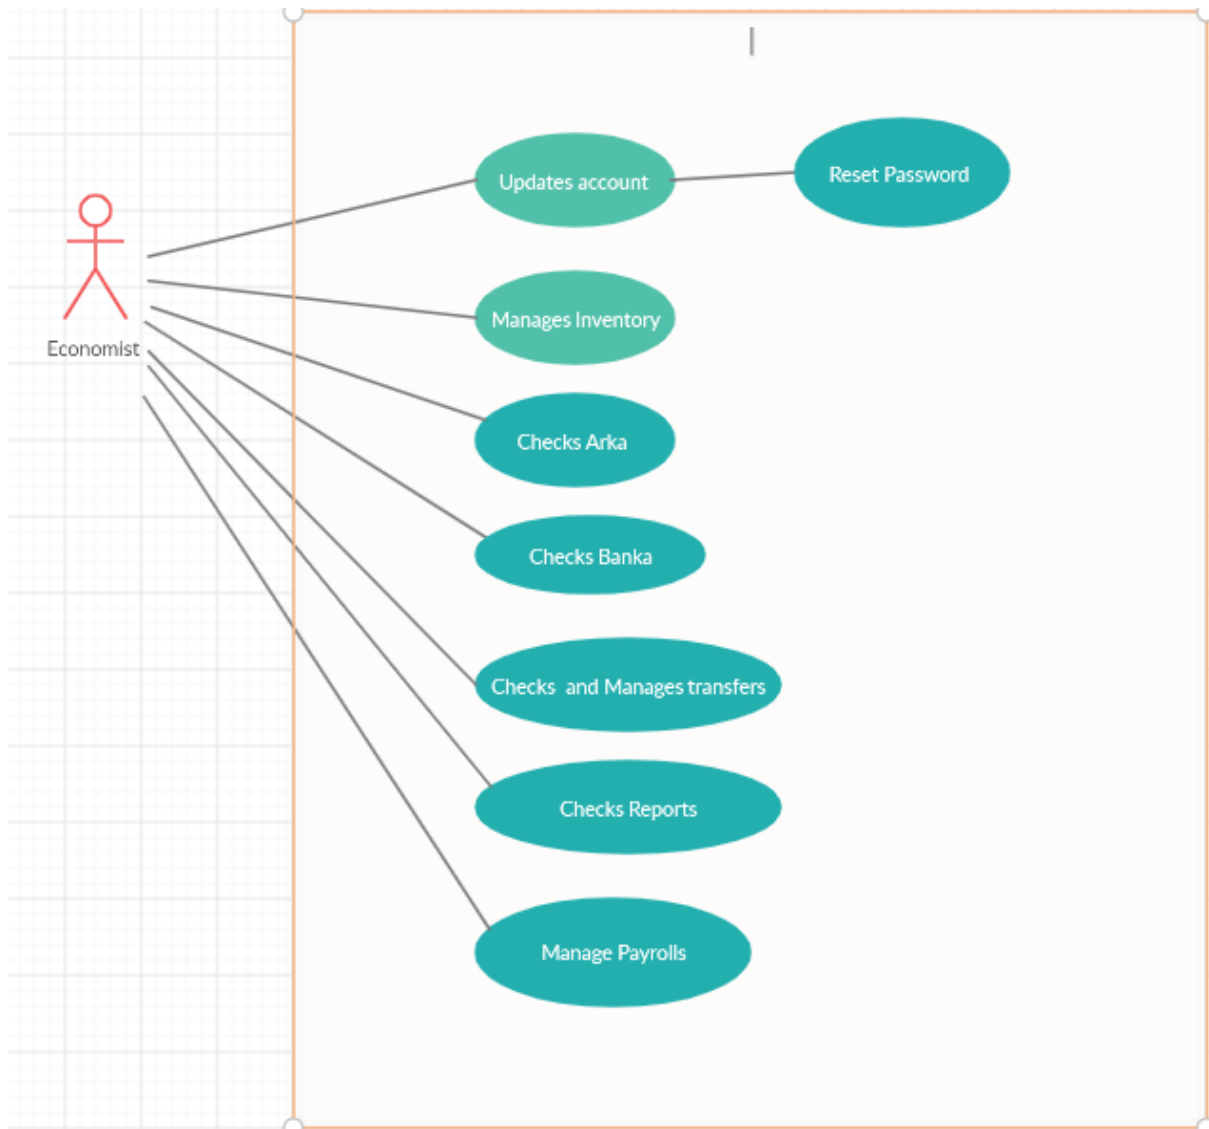 Updates account
Reset Password
Manages Inventory
Economist
Checks Arka
Checks Banka
Checks  and Manages transfers
Checks Reports
Manage Payrolls